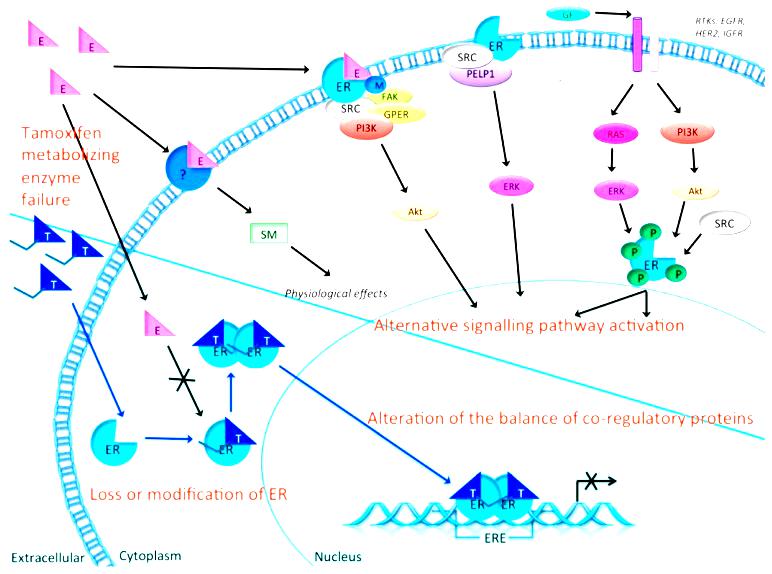 GF
RTKs: EGFR,
HER2, IGFR
E
E
E
E
ER
M
SRC
FAK
GPER
PI3K
ER
SRC
PELP1
RAS
PI3K
ERK
ERK
Akt
Akt
SRC
P
P
P
P
ER
Tamoxifen
metabolizing
enzyme
failure
?
E
SM
Physiological effects
T
T
T
E
T
T
ER
ER
Alternative signalling pathway activation
Alteration of the balance of co-regulatory proteins
ER
T
ER
Loss or modification of ER
T
T
ER
ER
ERE
Extracellular
Cytoplasm
Nucleus